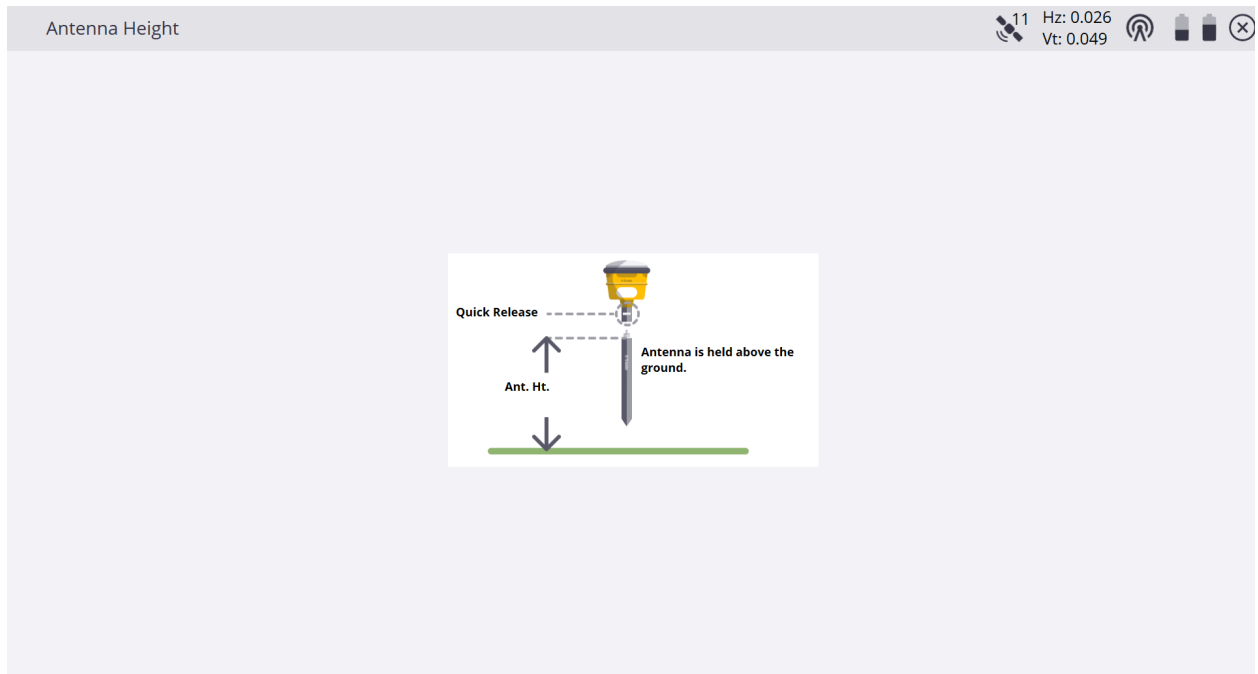 Antenna Height
11
Hz: 0.026
Vt: 0.049
Quick Release
Antenna is held above the
ground.
Ant. Ht.